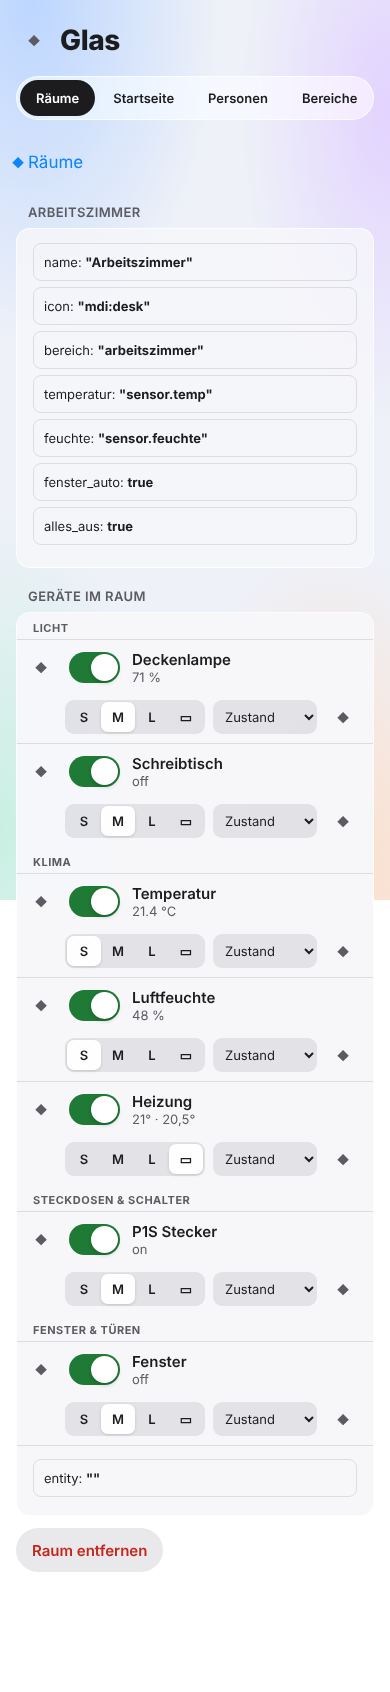 Glas
Räume Startseite Personen Bereiche
Räume
ARBEITSZIMMER
name: "Arbeitszimmer"
icon: "mdi:desk"
bereich: "arbeitszimmer"
temperatur: "sensor.temp"
feuchte: "sensor.feuchte"
fenster_auto: true
alles_aus: true
GERÄTE IM RAUM
LICHT
Deckenlampe
71 %
S M L ▭ Zustand
Schreibtisch
off
S M L ▭ Zustand
KLIMA
Temperatur
21.4 °C
S M L ▭ Zustand
Luftfeuchte
48 %
S M L ▭ Zustand
Heizung
21° · 20,5°
S M L ▭ Zustand
STECKDOSEN & SCHALTER
P1S Stecker
on
S M L ▭ Zustand
FENSTER & TÜREN
Fenster
off
S M L ▭ Zustand
entity: ""
Raum entfernen